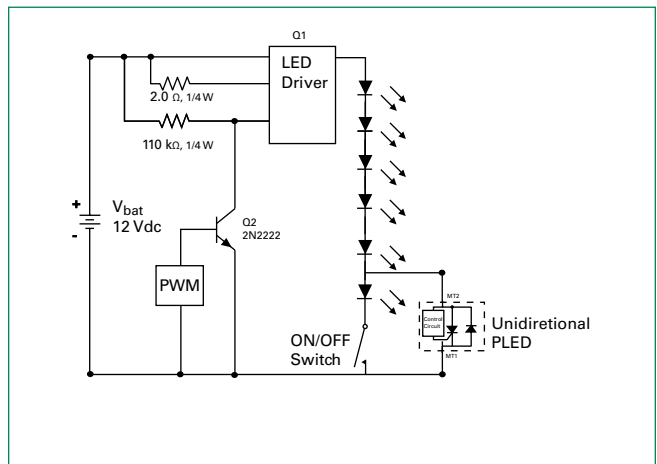 Q1
LED
Driver
2.0 Ω, 1/4 W
110 kΩ, 1/4 W
+
Vbat
12 Vdc
-
Q2
2N2222
PWM
ON/OFF
Switch
MT2
Control
Circuit
MT1
Unidiretional
PLED